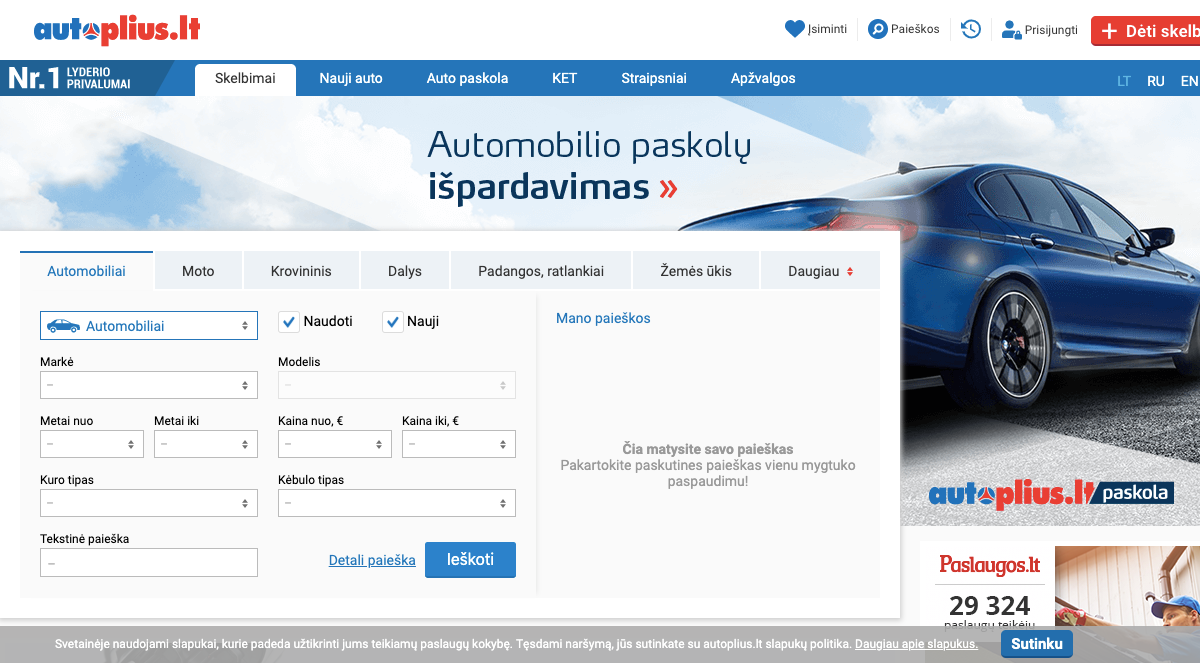 autoplius.lt
Įsiminti
Paieškos
Prisijungti
Dėti skelb
Nr.1 LYDERIO
PRIVALUMAI
Skelbimai
Nauji auto
Auto paskola
KET
Straipsniai
Apžvalgos
LT RU EN
Automobilio paskolų
išpardavimas »
Automobiliai
Moto
Krovininis
Dalys
Padangos, ratlankiai
Žemės ūkis
Daugiau
Automobiliai
Naudoti
Nauji
Mano paieškos
Markė
–
Modelis
–
Metai nuo
–
Metai iki
–
Kaina nuo, €
–
Kaina iki, €
–
Čia matysite savo paieškas
Pakartokite paskutines paieškas vienu mygtuko
paspaudimu!
Kuro tipas
–
Kėbulo tipas
–
Tekstinė paieška
–
Detali paieška
Ieškoti
autoplius.lt paskola
Paslaugos.lt
29 324
paslaugų teikėjų
Svetainėje naudojami slapukai, kurie padeda užtikrinti jums teikiamų paslaugų kokybę. Tęsdami naršymą, jūs sutinkate su autoplius.lt slapukų politika. Daugiau apie slapukus.
Sutinku